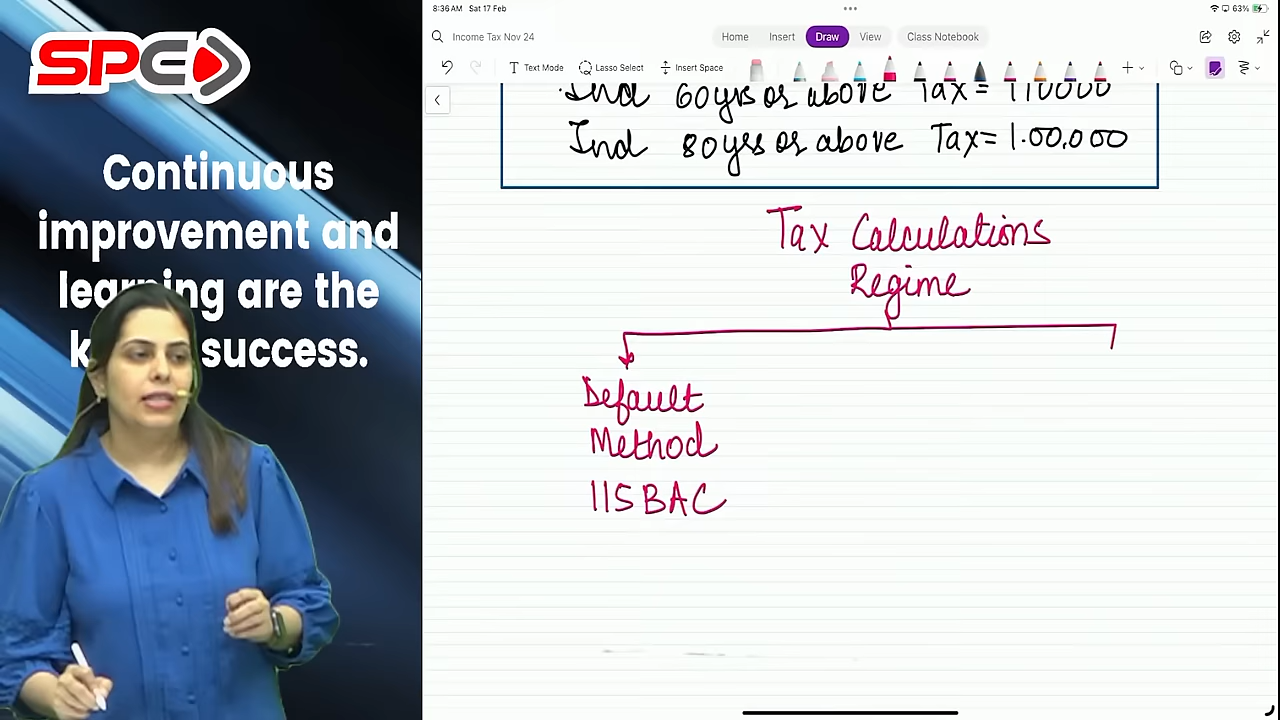 8:36 AM Sat 17 Feb
63%
Income Tax Nov 24
Home Insert Draw View Class Notebook
Text Mode Lasso Select Insert Space
SPC
Continuous
improvement and
learning are the
success.
Ind 60yrs or above Tax = 110000
Ind 80yrs or above Tax = 1.00.000
Tax Calculations
Regime
Default
Method
115BAC